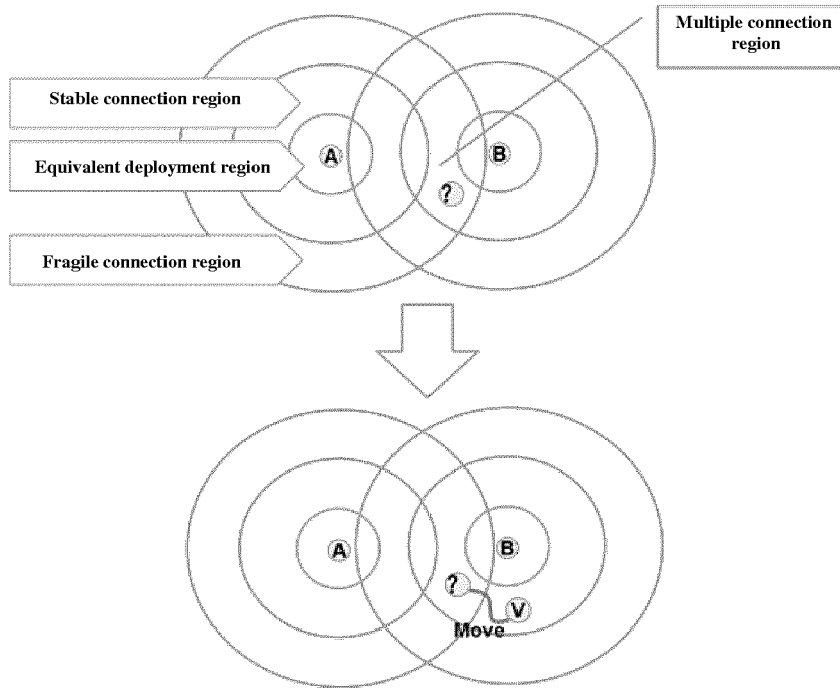 Multiple connection
region
Stable connection region
Equivalent deployment region
A
B
?
Fragile connection region
A
B
?
V
Move